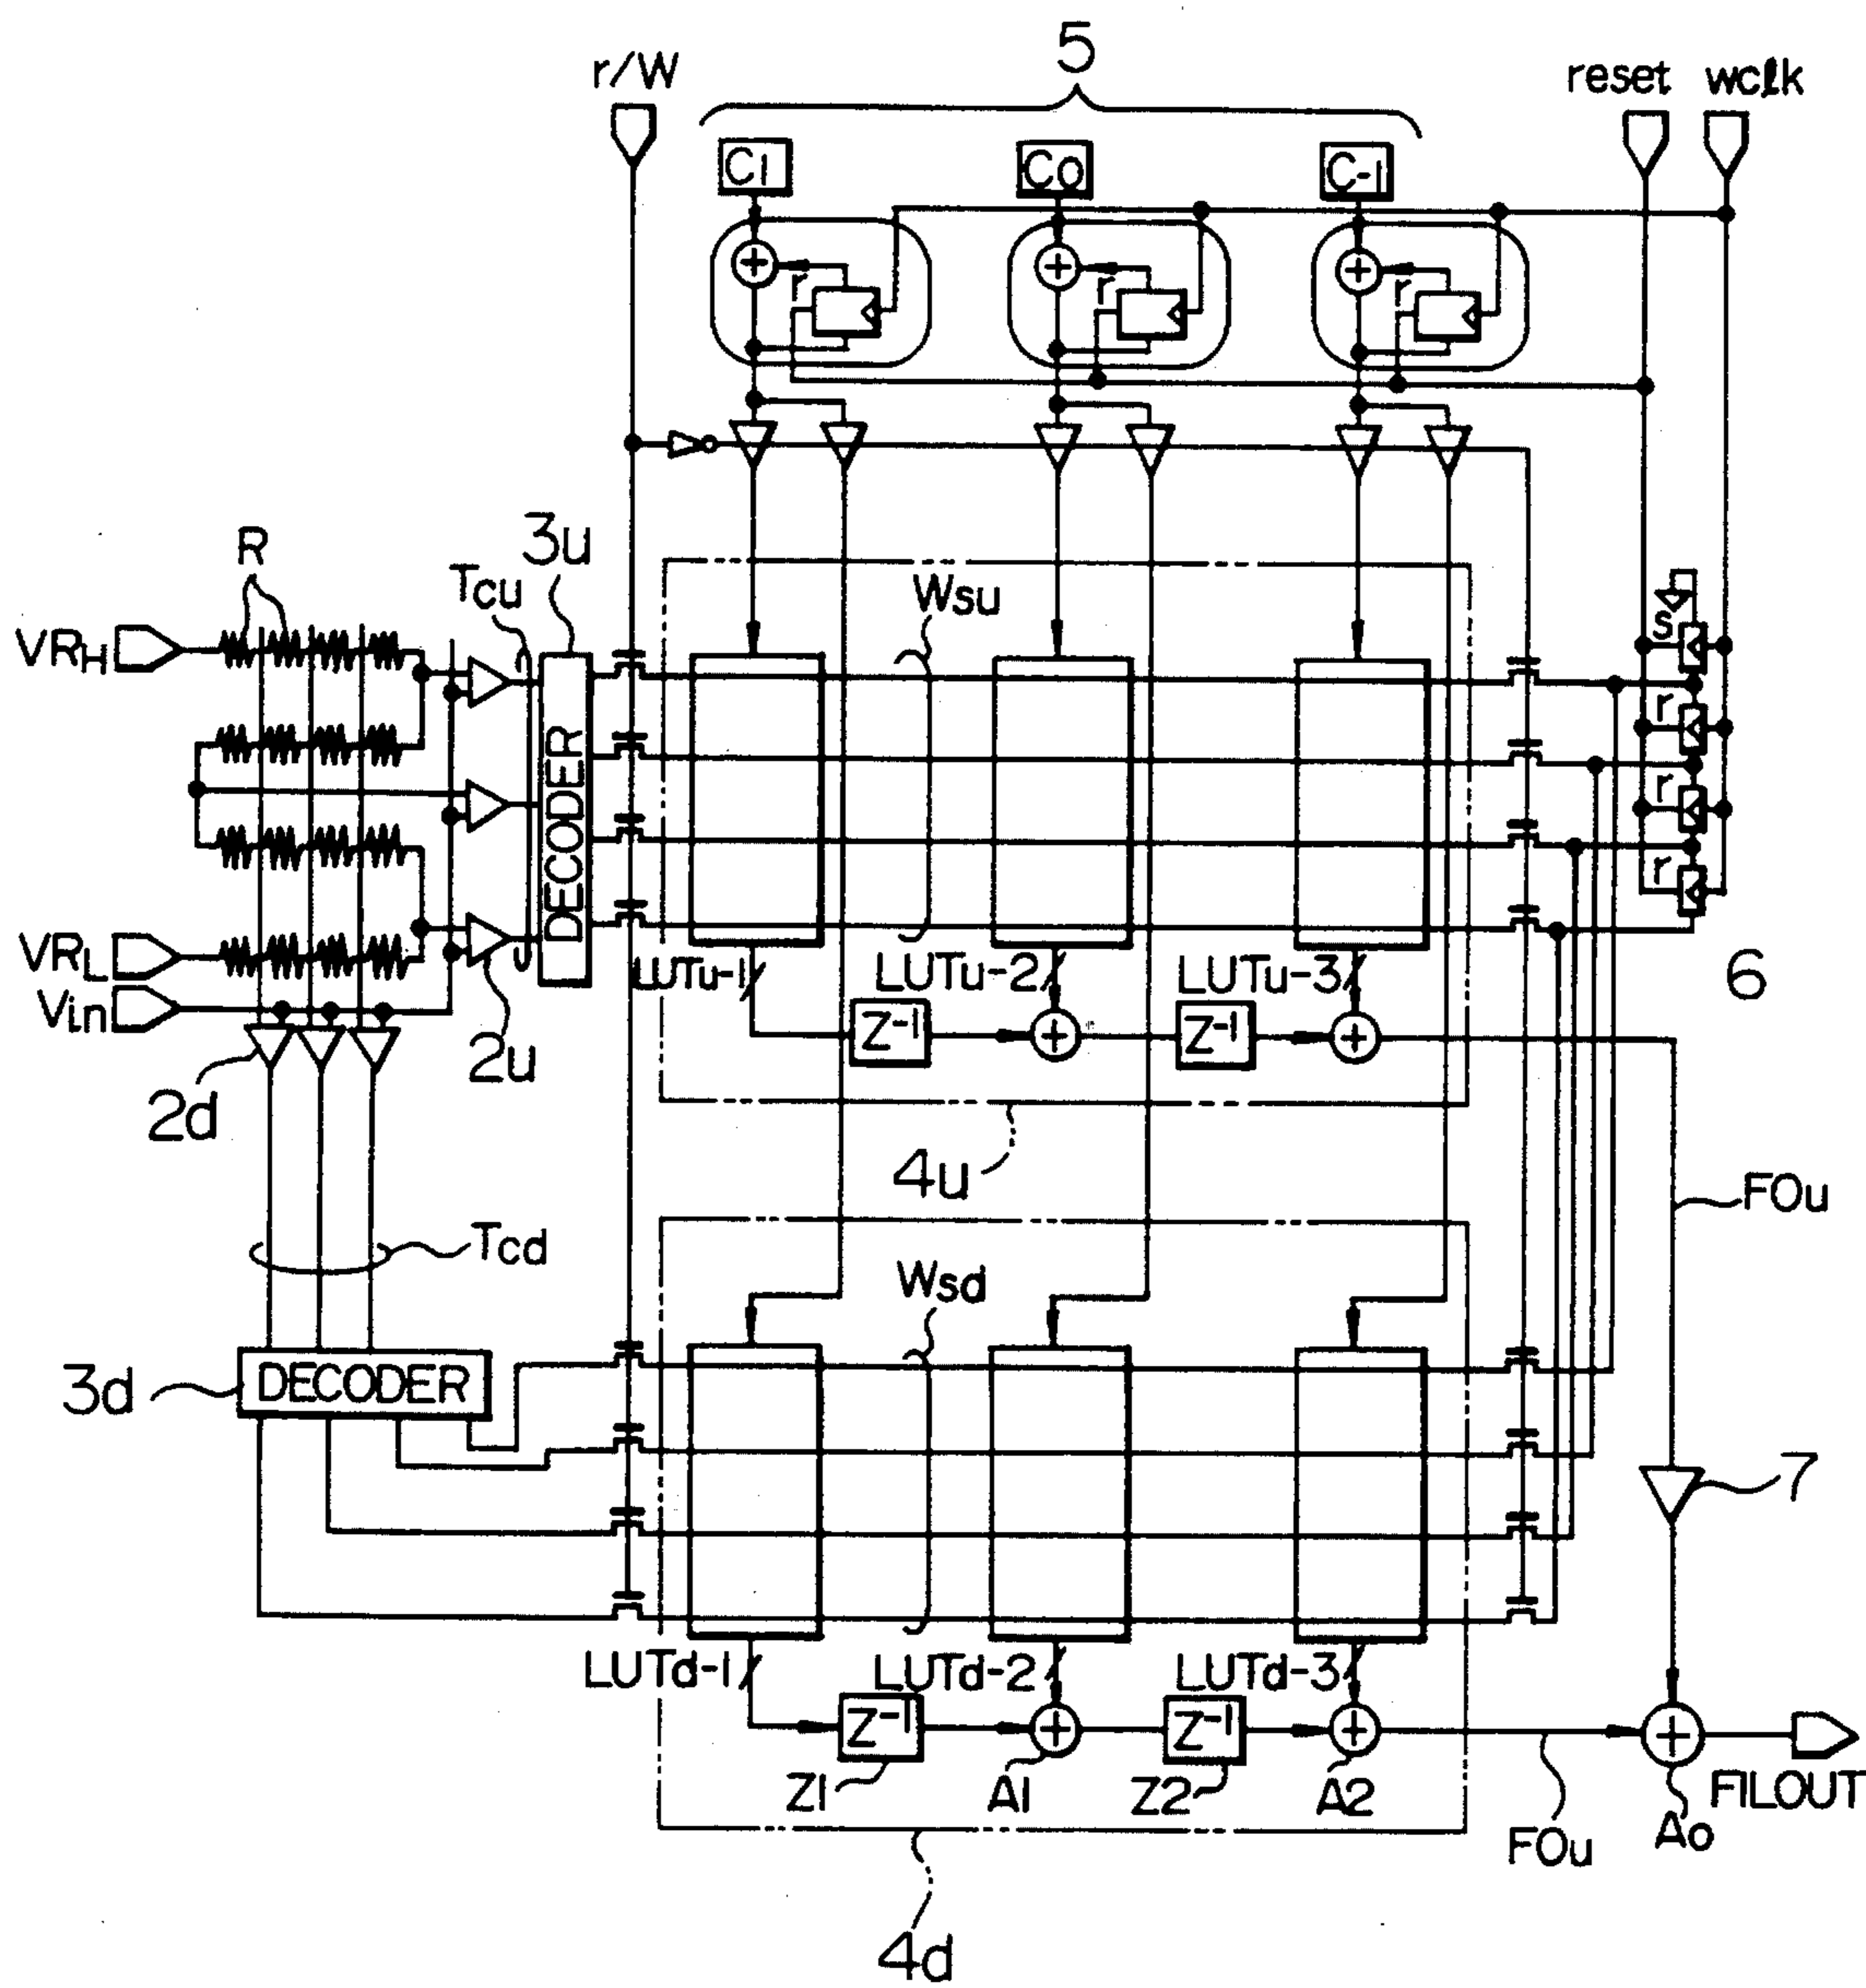 5
r/W
reset wclk
C1 C0 C-1
+ + +
r r r
3u
R
Tcu
Wsu
VRH
s
r
r
r
DECODER
VRL
Vin
LUTu-1 LUTu-2 LUTu-3
6
Z⁻¹ + Z⁻¹ +
2u
2d
4u
FOu
Tcd
Wsd
3d
DECODER
7
LUTd-1 LUTd-2 LUTd-3
Z⁻¹ + Z⁻¹ + +
Z1 A1 Z2 A2
FILOUT
FOu
Ao
4d